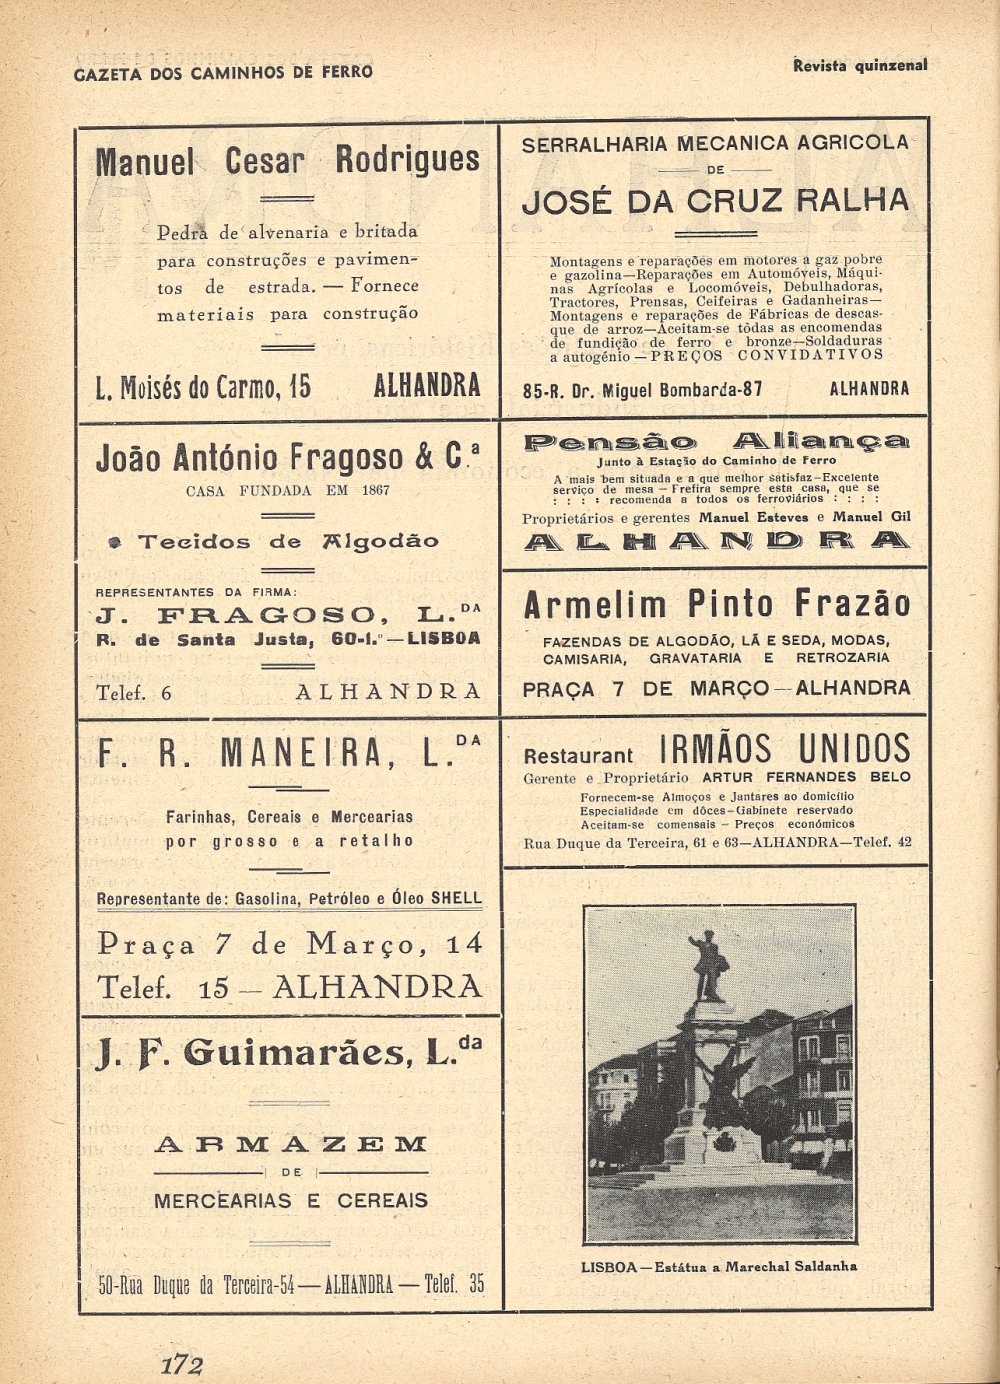 GAZETA DOS CAMINHOS DE FERRO
Revista quinzenal
Manuel Cesar Rodrigues
Pedra de alvenaria e britada
para construções e pavimen-
tos de estrada. — Fornece
materiais para construção
L. Moisés do Carmo, 15 ALHANDRA
João António Fragoso & C.ª
CASA FUNDADA EM 1867
Tecidos de Algodão
REPRESENTANTES DA FIRMA:
J. FRAGOSO, L.DA
R. de Santa Justa, 60-1.º — LISBOA
Telef. 6 ALHANDRA
F. R. MANEIRA, L.DA
Farinhas, Cereais e Mercearias
por grosso e a retalho
Representante de: Gasolina, Petróleo e Óleo SHELL
Praça 7 de Março, 14
Telef. 15 — ALHANDRA
J. F. Guimarães, L.da
ARMAZEM
DE
MERCEARIAS E CEREAIS
50-Rua Duque da Terceira-54 — ALHANDRA — Telef. 35
SERRALHARIA MECANICA AGRICOLA
DE
JOSÉ DA CRUZ RALHA
Montagens e reparações em motores a gaz pobre
e gazolina—Reparações em Automóveis, Máqui-
nas Agrícolas e Locomóveis, Debulhadoras,
Tractores, Prensas, Ceifeiras e Gadanheiras—
Montagens e reparações de Fábricas de descas-
que de arroz—Aceitam-se tôdas as encomendas
de fundição de ferro e bronze—Soldaduras
a autogénio — PREÇOS CONVIDATIVOS
85-R. Dr. Miguel Bombarda-87 ALHANDRA
Pensão Aliança
Junto à Estação do Caminho de Ferro
A mais bem situada e a que melhor satisfaz—Excelente
serviço de mesa — Frefira sempre esta casa, que se
: : : : recomenda a todos os ferroviários : : : :
Proprietários e gerentes Manuel Esteves e Manuel Gil
ALHANDRA
Armelim Pinto Frazão
FAZENDAS DE ALGODÃO, LÃ E SEDA, MODAS,
CAMISARIA, GRAVATARIA E RETROZARIA
PRAÇA 7 DE MARÇO — ALHANDRA
Restaurant IRMÃOS UNIDOS
Gerente e Proprietário ARTUR FERNANDES BELO
Fornecem-se Almoços e Jantares ao domicílio
Especialidade em dôces—Gabinete reservado
Aceitam-se comensais — Preços económicos
Rua Duque da Terceira, 61 e 63—ALHANDRA—Telef. 42
LISBOA — Estátua a Marechal Saldanha
172